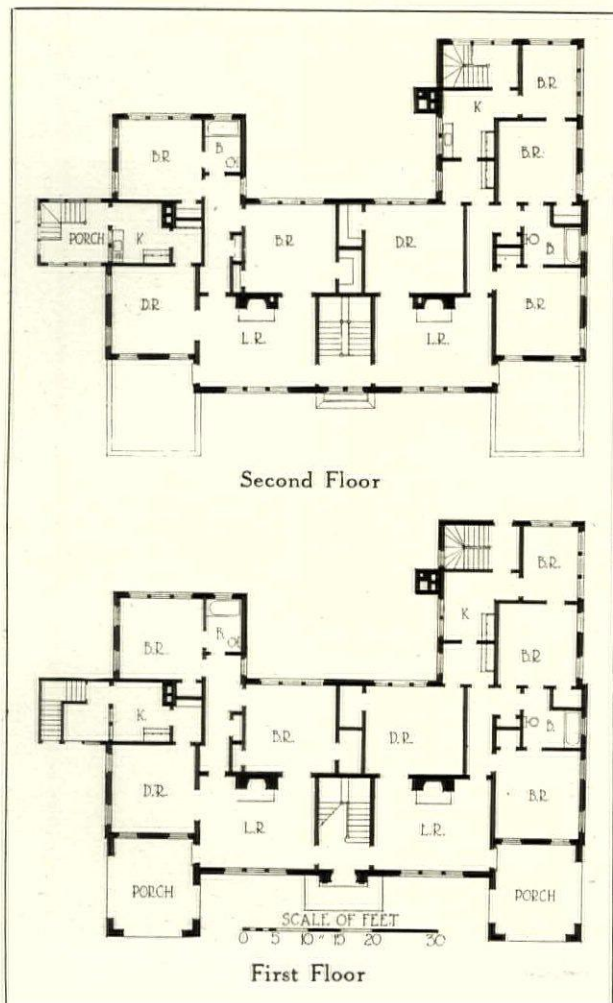 B.R.
K
B.R.
B.
B.R.
PORCH
K
B.R
D.R.
B.
D.R
B.R
L.R.
L.R.
Second Floor
B.R.
K
B.R.
B.
B.R
K.
B.R.
D.R.
B.
D.R
B.R
L.R
L.R.
PORCH
PORCH
SCALE OF FEET
0 5 10 15 20 30
First Floor